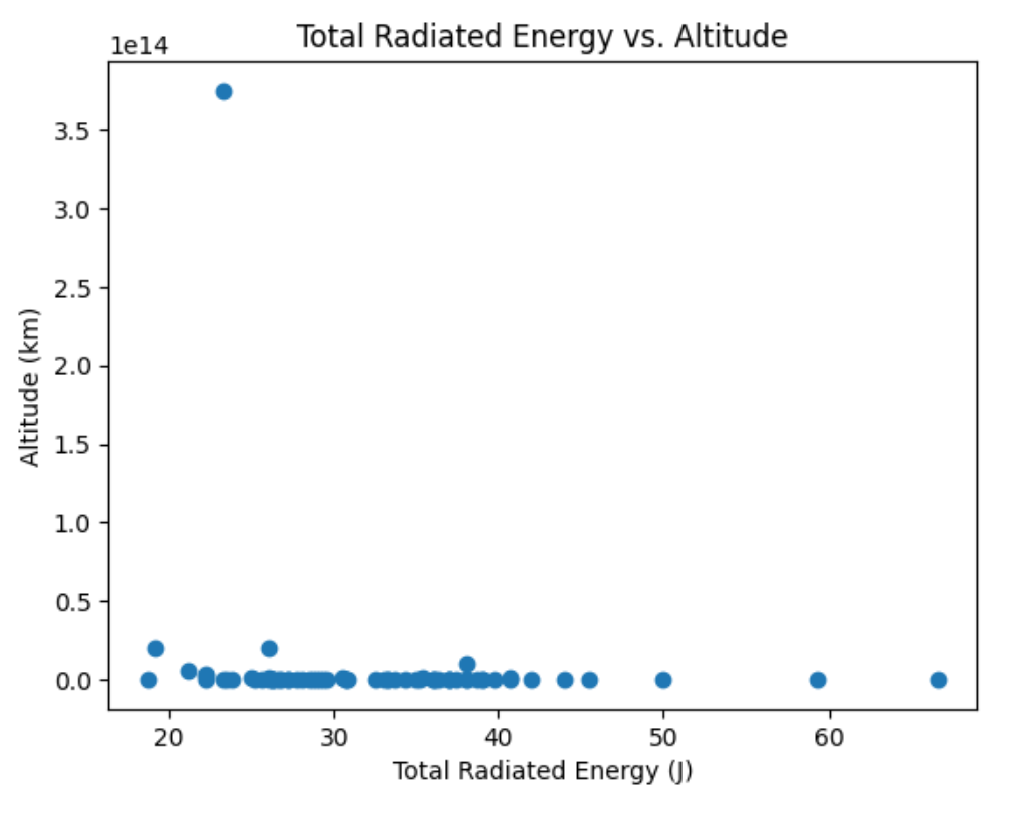 Total Radiated Energy vs. Altitude
1e14
3.5
3.0
2.5
2.0
1.5
1.0
0.5
0.0
Altitude (km)
20 30 40 50 60
Total Radiated Energy (J)